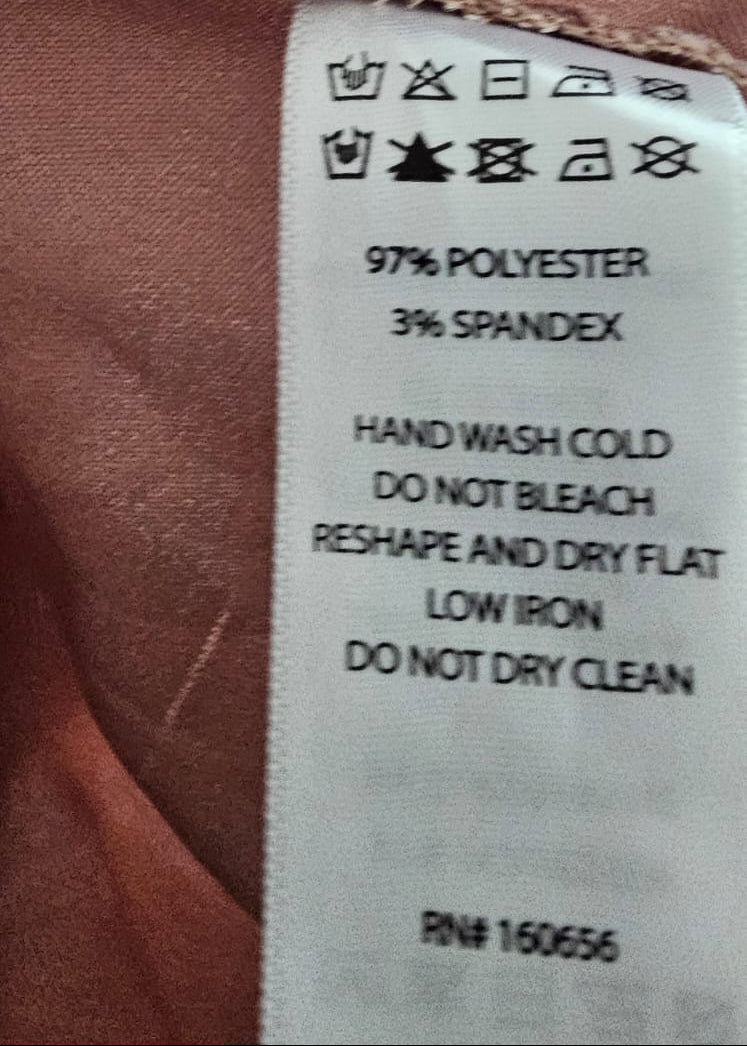 97% POLYESTER
3% SPANDEX
HAND WASH COLD
DO NOT BLEACH
RESHAPE AND DRY FLAT
LOW IRON
DO NOT DRY CLEAN
RN# 160656